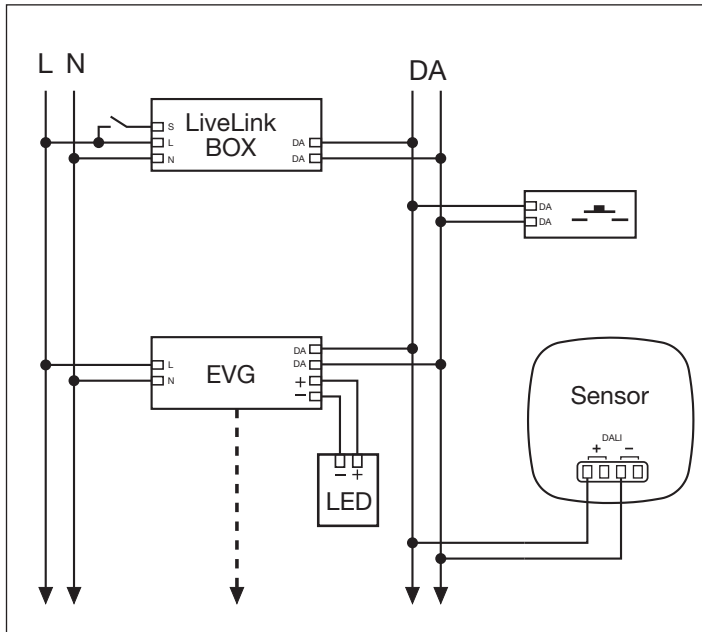 L N DA
S
L
N
LiveLink
BOX
DA
DA
DA
DA
L
N
EVG
DA
DA
+
−
− +
LED
Sensor
DALI
+ −